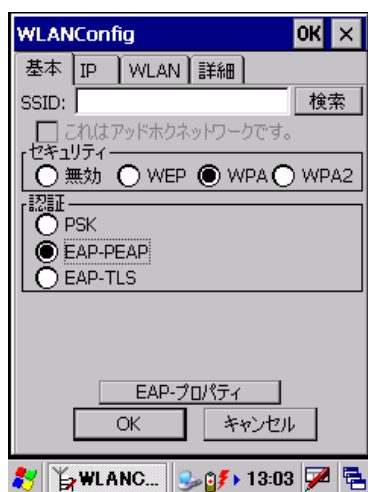 WLANConfig OK ×
基本 IP WLAN 詳細
SSID: 検索
これはアッドホクネットワークです。
セキュリティ
無効 WEP WPA WPA2
認証
PSK
EAP-PEAP
EAP-TLS
EAP-プロパティ
OK キャンセル
WLANC... 13:03